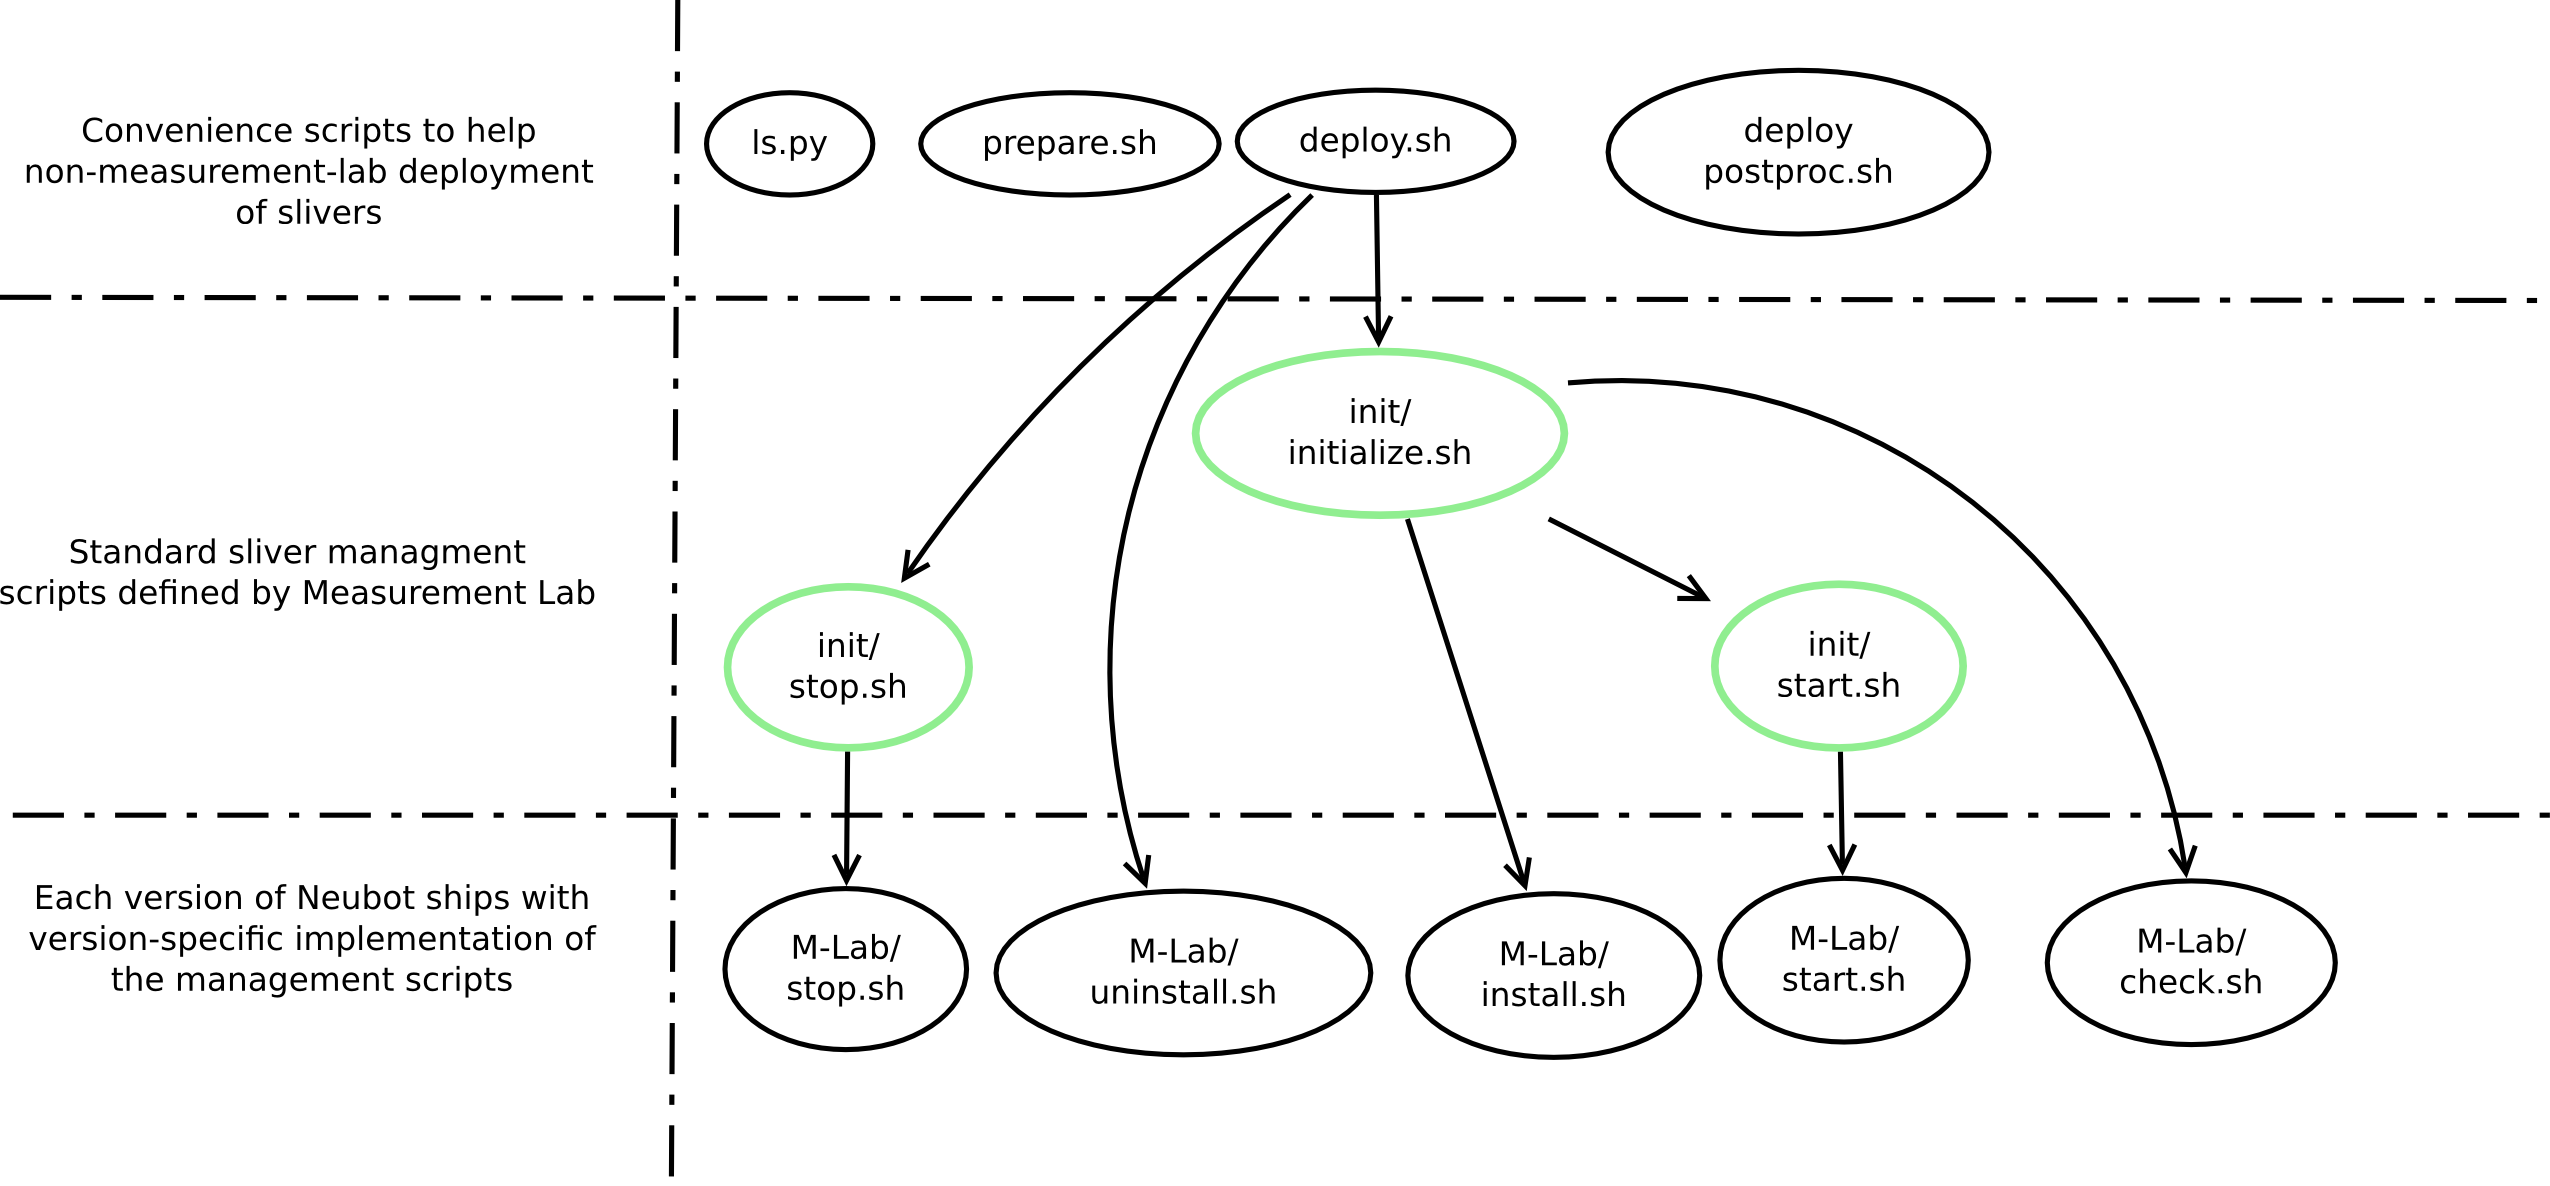 Convenience scripts to help
non-measurement-lab deployment
of slivers
ls.py
prepare.sh
deploy.sh
deploy
postproc.sh
Standard sliver managment
scripts defined by Measurement Lab
init/
initialize.sh
init/
stop.sh
init/
start.sh
Each version of Neubot ships with
version-specific implementation of
the management scripts
M-Lab/
stop.sh
M-Lab/
uninstall.sh
M-Lab/
install.sh
M-Lab/
start.sh
M-Lab/
check.sh